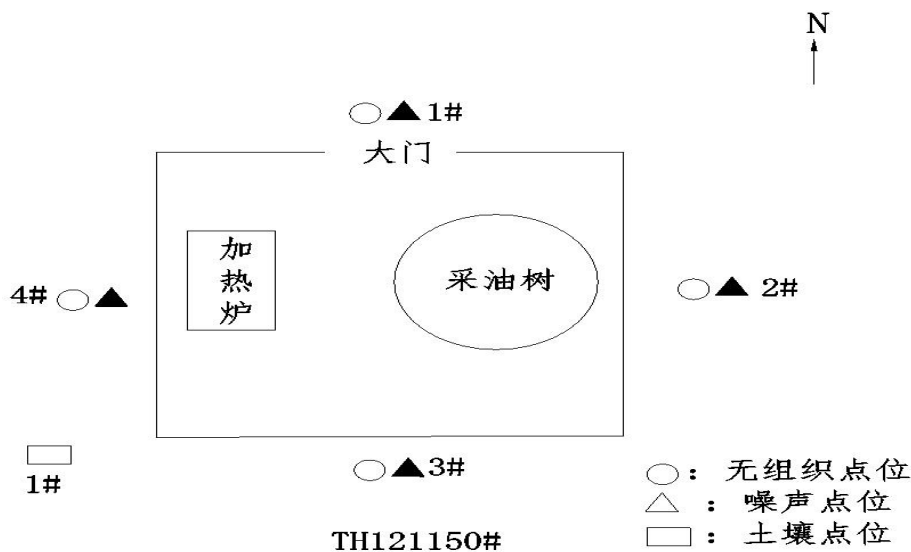 N
1#
大门
加热炉
采油树
4#
2#
1#
3#
○：无组织点位
△：噪声点位
□：土壤点位
TH121150#